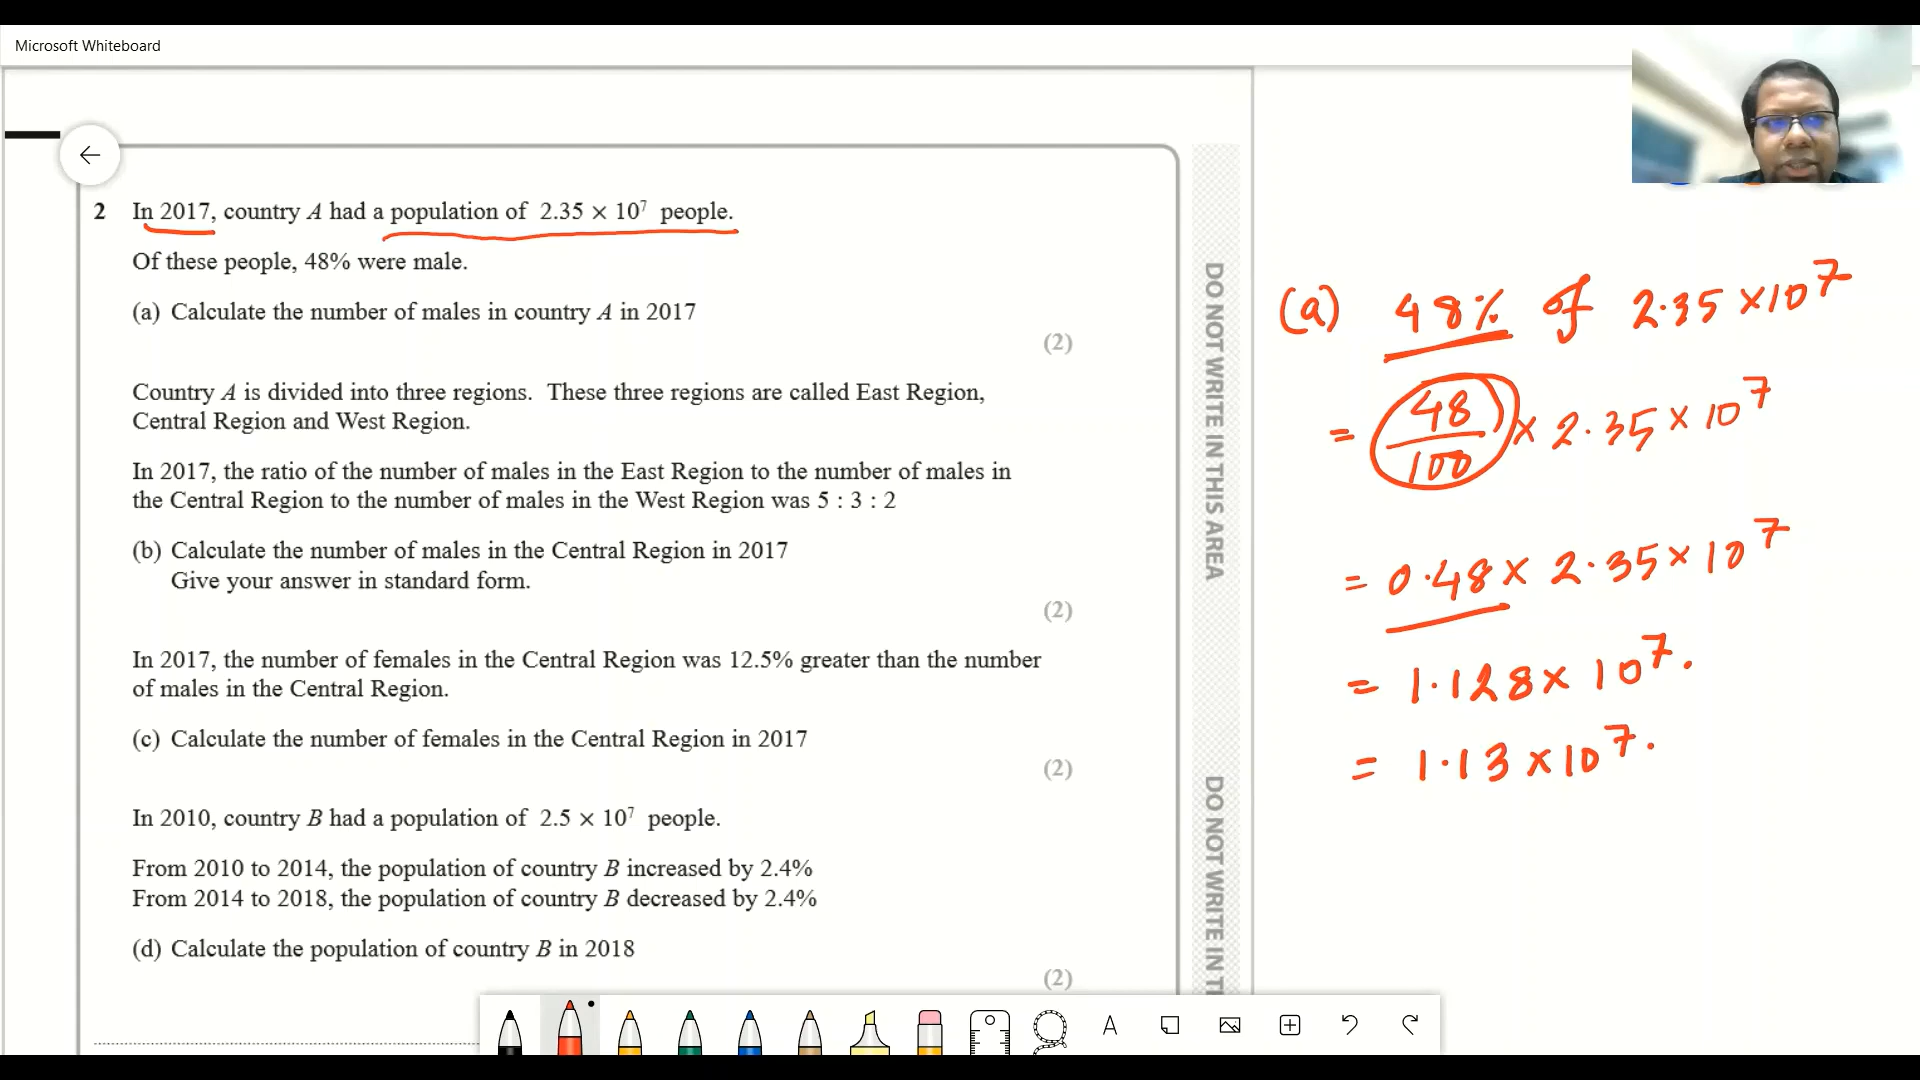 Microsoft Whiteboard
2 In 2017, country A had a population of 2.35 × 10⁷ people.
Of these people, 48% were male.
(a) Calculate the number of males in country A in 2017
(2)
Country A is divided into three regions. These three regions are called East Region,
Central Region and West Region.
In 2017, the ratio of the number of males in the East Region to the number of males in
the Central Region to the number of males in the West Region was 5 : 3 : 2
(b) Calculate the number of males in the Central Region in 2017
Give your answer in standard form.
(2)
In 2017, the number of females in the Central Region was 12.5% greater than the number
of males in the Central Region.
(c) Calculate the number of females in the Central Region in 2017
(2)
In 2010, country B had a population of 2.5 × 10⁷ people.
From 2010 to 2014, the population of country B increased by 2.4%
From 2014 to 2018, the population of country B decreased by 2.4%
(d) Calculate the population of country B in 2018
(2)
DO NOT WRITE IN THIS AREA
DO NOT WRITE IN T
(a) 48% of 2.35 × 10⁷
= 48/100 × 2.35 × 10⁷
= 0.48 × 2.35 × 10⁷
= 1.128 × 10⁷.
= 1.13 × 10⁷.
A